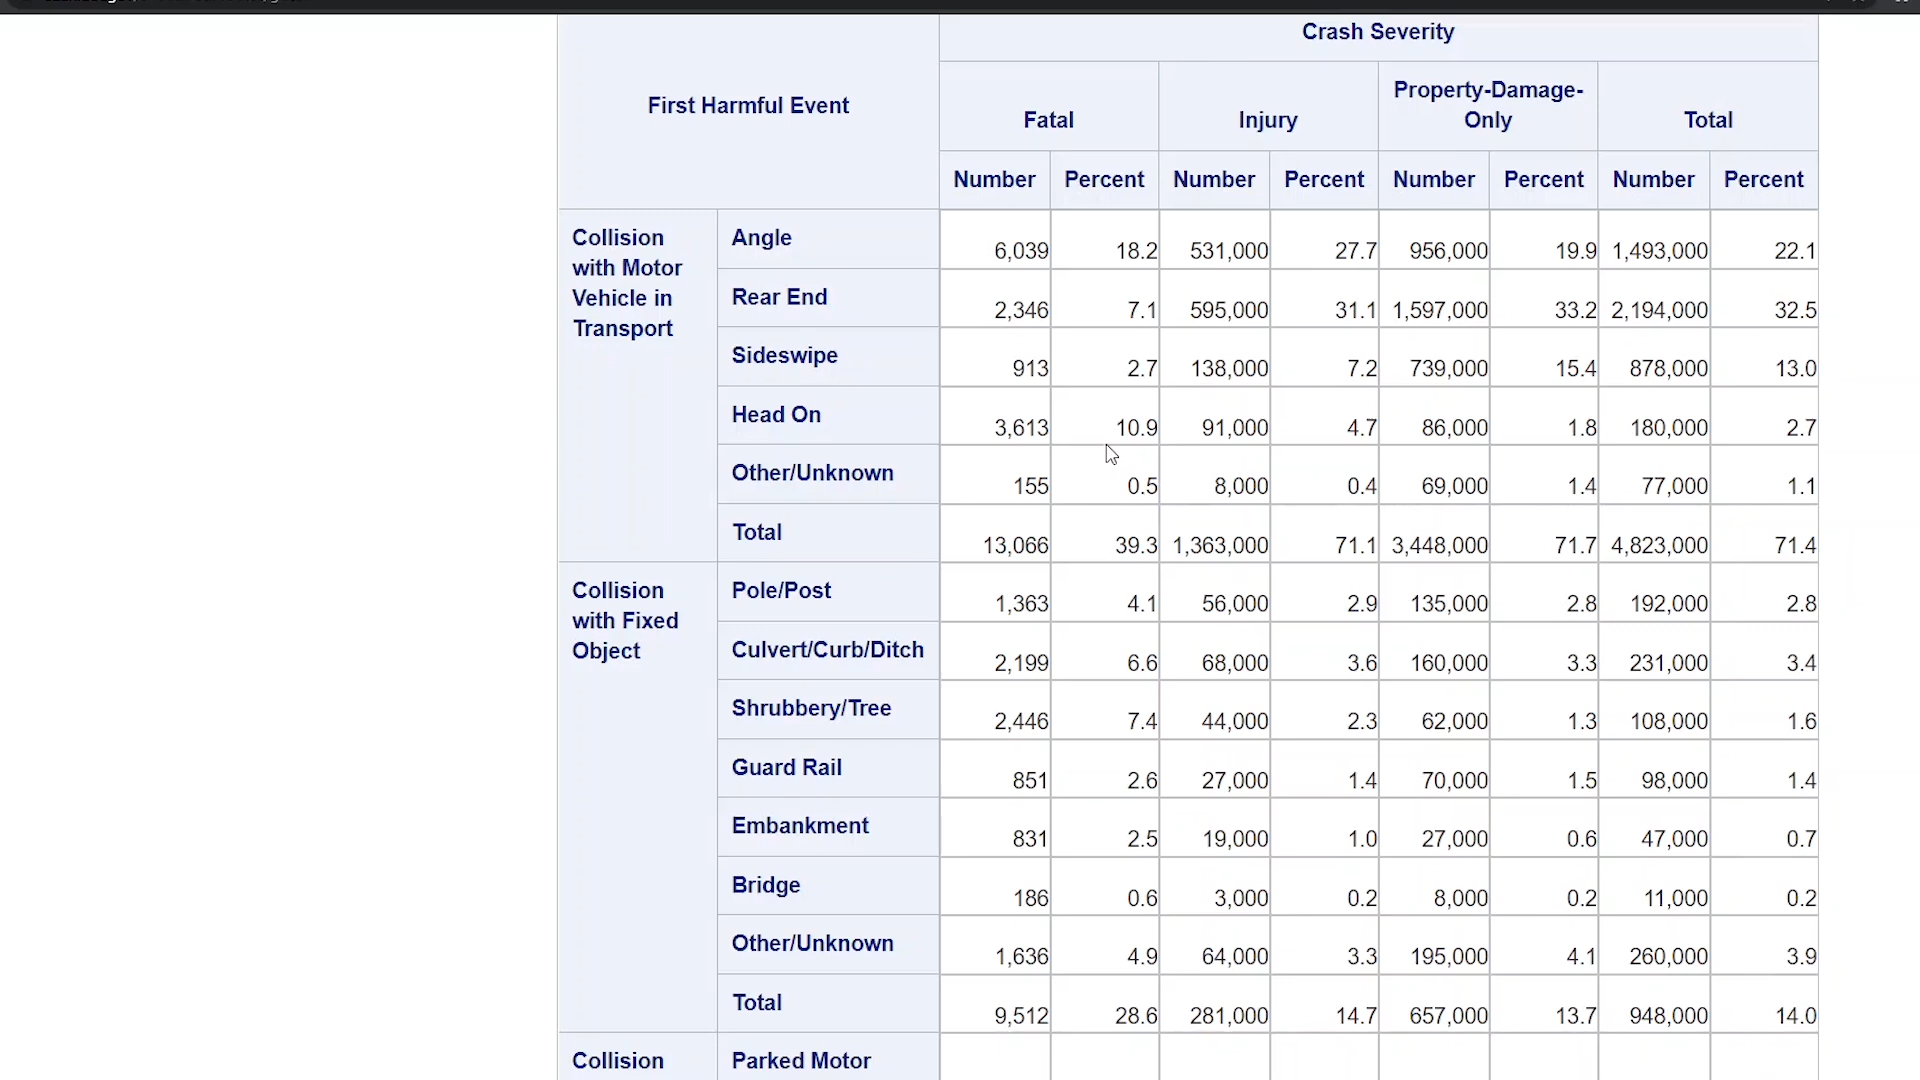 Crash Severity
First Harmful Event
Fatal
Injury
Property-Damage-
Only
Total
Number Percent Number Percent Number Percent Number Percent
Collision
with Motor
Vehicle in
Transport
Angle 6,039 18.2 531,000 27.7 956,000 19.9 1,493,000 22.1
Rear End 2,346 7.1 595,000 31.1 1,597,000 33.2 2,194,000 32.5
Sideswipe 913 2.7 138,000 7.2 739,000 15.4 878,000 13.0
Head On 3,613 10.9 91,000 4.7 86,000 1.8 180,000 2.7
Other/Unknown 155 0.5 8,000 0.4 69,000 1.4 77,000 1.1
Total 13,066 39.3 1,363,000 71.1 3,448,000 71.7 4,823,000 71.4
Collision
with Fixed
Object
Pole/Post 1,363 4.1 56,000 2.9 135,000 2.8 192,000 2.8
Culvert/Curb/Ditch 2,199 6.6 68,000 3.6 160,000 3.3 231,000 3.4
Shrubbery/Tree 2,446 7.4 44,000 2.3 62,000 1.3 108,000 1.6
Guard Rail 851 2.6 27,000 1.4 70,000 1.5 98,000 1.4
Embankment 831 2.5 19,000 1.0 27,000 0.6 47,000 0.7
Bridge 186 0.6 3,000 0.2 8,000 0.2 11,000 0.2
Other/Unknown 1,636 4.9 64,000 3.3 195,000 4.1 260,000 3.9
Total 9,512 28.6 281,000 14.7 657,000 13.7 948,000 14.0
Collision Parked Motor